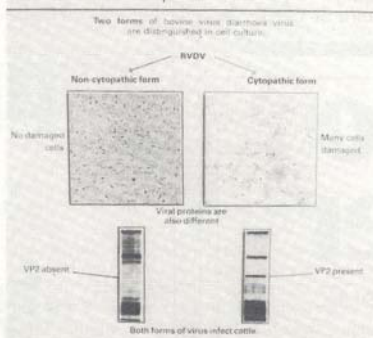 Two forms of bovine virus diarrhoea virus
are distinguished in cell culture.
BVDV
Non-cytopathic form
Cytopathic form
No damaged
cells
Many cells
damaged
Viral proteins are
also different
VP2 absent
VP2 present
Both forms of virus infect cattle